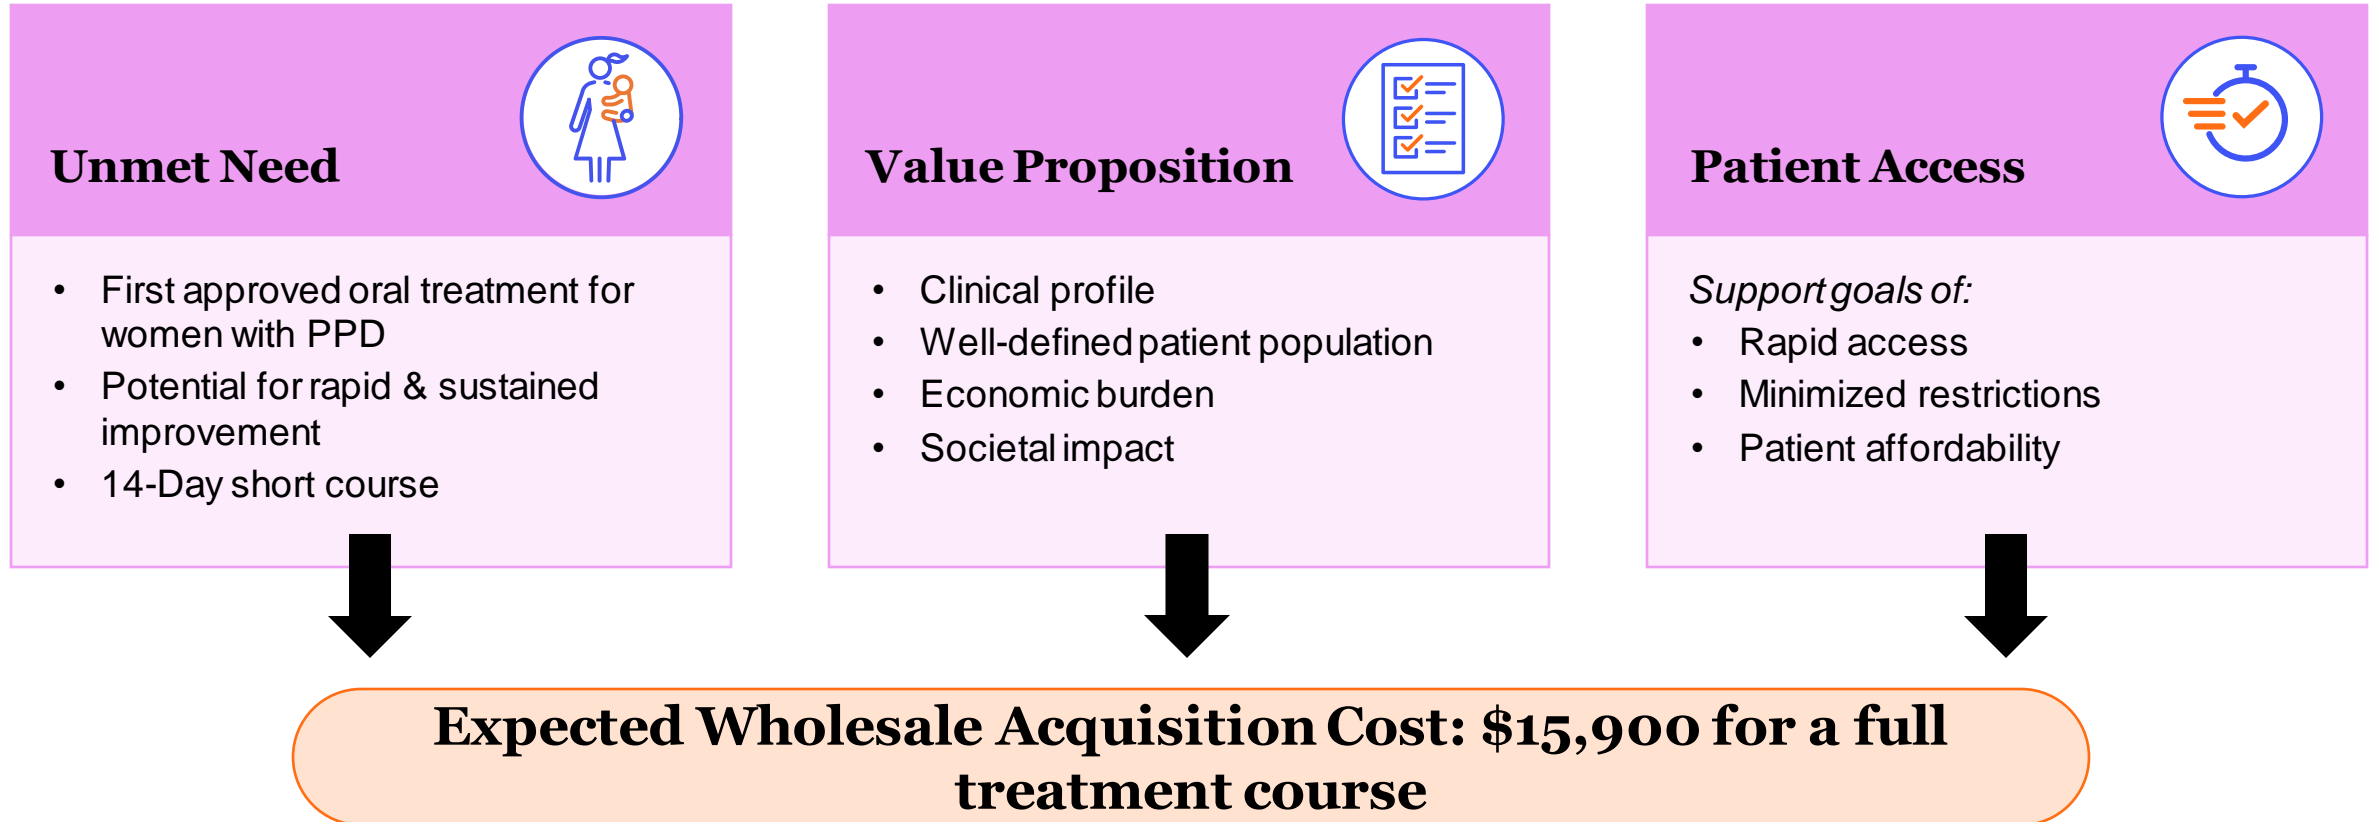 Unmet Need
• First approved oral treatment for
women with PPD
• Potential for rapid & sustained
improvement
• 14-Day short course
Value Proposition
• Clinical profile
• Well-defined patient population
• Economic burden
• Societal impact
Patient Access
Support goals of:
• Rapid access
• Minimized restrictions
• Patient affordability
Expected Wholesale Acquisition Cost: $15,900 for a full
treatment course